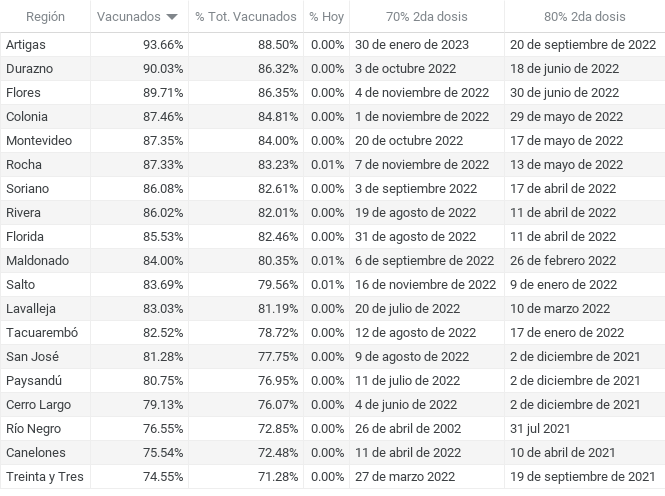 Región Vacunados % Tot. Vacunados % Hoy 70% 2da dosis 80% 2da dosis
Artigas 93.66% 88.50% 0.00% 30 de enero de 2023 20 de septiembre de 2022
Durazno 90.03% 86.32% 0.00% 3 de octubre 2022 18 de junio de 2022
Flores 89.71% 86.35% 0.00% 4 de noviembre de 2022 30 de junio de 2022
Colonia 87.46% 84.81% 0.00% 1 de noviembre de 2022 29 de mayo de 2022
Montevideo 87.35% 84.00% 0.00% 20 de octubre 2022 17 de mayo de 2022
Rocha 87.33% 83.23% 0.01% 7 de noviembre de 2022 13 de mayo de 2022
Soriano 86.08% 82.61% 0.00% 3 de septiembre 2022 17 de abril de 2022
Rivera 86.02% 82.01% 0.00% 19 de agosto de 2022 11 de abril de 2022
Florida 85.53% 82.46% 0.00% 31 de agosto de 2022 11 de abril de 2022
Maldonado 84.00% 80.35% 0.01% 6 de septiembre de 2022 26 de febrero 2022
Salto 83.69% 79.56% 0.01% 16 de noviembre de 2022 9 de enero de 2022
Lavalleja 83.03% 81.19% 0.00% 20 de julio de 2022 10 de marzo 2022
Tacuarembó 82.52% 78.72% 0.00% 12 de agosto de 2022 17 de enero de 2022
San José 81.28% 77.75% 0.00% 9 de agosto de 2022 2 de diciembre de 2021
Paysandú 80.75% 76.95% 0.00% 11 de julio de 2022 2 de diciembre de 2021
Cerro Largo 79.13% 76.07% 0.00% 4 de junio de 2022 2 de diciembre de 2021
Río Negro 76.55% 72.85% 0.00% 26 de abril de 2002 31 jul 2021
Canelones 75.54% 72.48% 0.00% 11 de abril de 2022 10 de abril de 2021
Treinta y Tres 74.55% 71.28% 0.00% 27 de marzo 2022 19 de septiembre de 2021